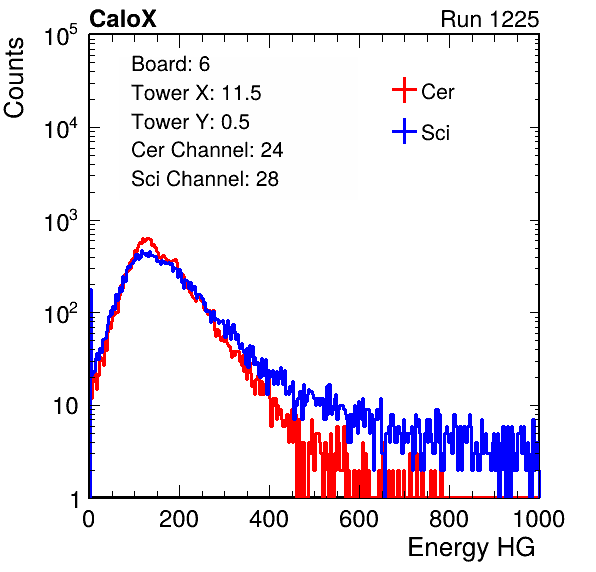 CaloX Run 1225
Counts
Board: 6
Tower X: 11.5
Tower Y: 0.5
Cer Channel: 24
Sci Channel: 28
Cer
Sci
10^5
10^4
10^3
10^2
10
1
0 200 400 600 800 1000
Energy HG